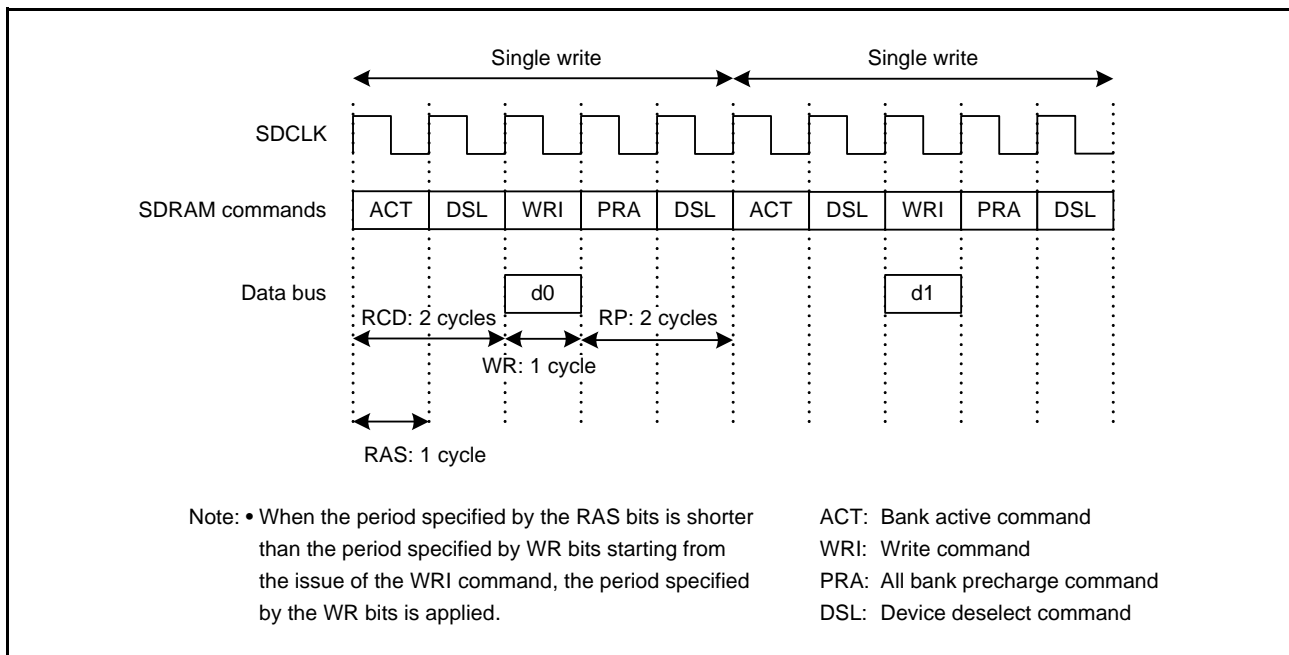 Single write Single write
SDCLK
SDRAM commands ACT DSL WRI PRA DSL ACT DSL WRI PRA DSL
Data bus d0 d1
RCD: 2 cycles RP: 2 cycles
WR: 1 cycle
RAS: 1 cycle
Note: • When the period specified by the RAS bits is shorter
than the period specified by WR bits starting from
the issue of the WRI command, the period specified
by the WR bits is applied.
ACT: Bank active command
WRI: Write command
PRA: All bank precharge command
DSL: Device deselect command